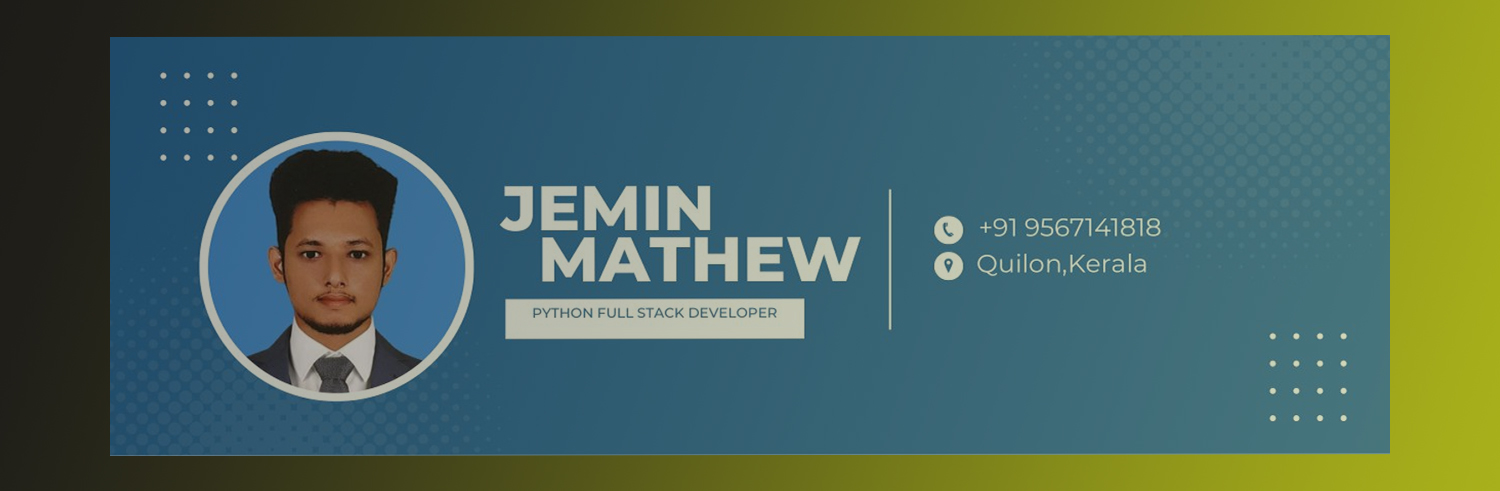 JEMIN
MATHEW
PYTHON FULL STACK DEVELOPER
+91 9567141818
Quilon,Kerala